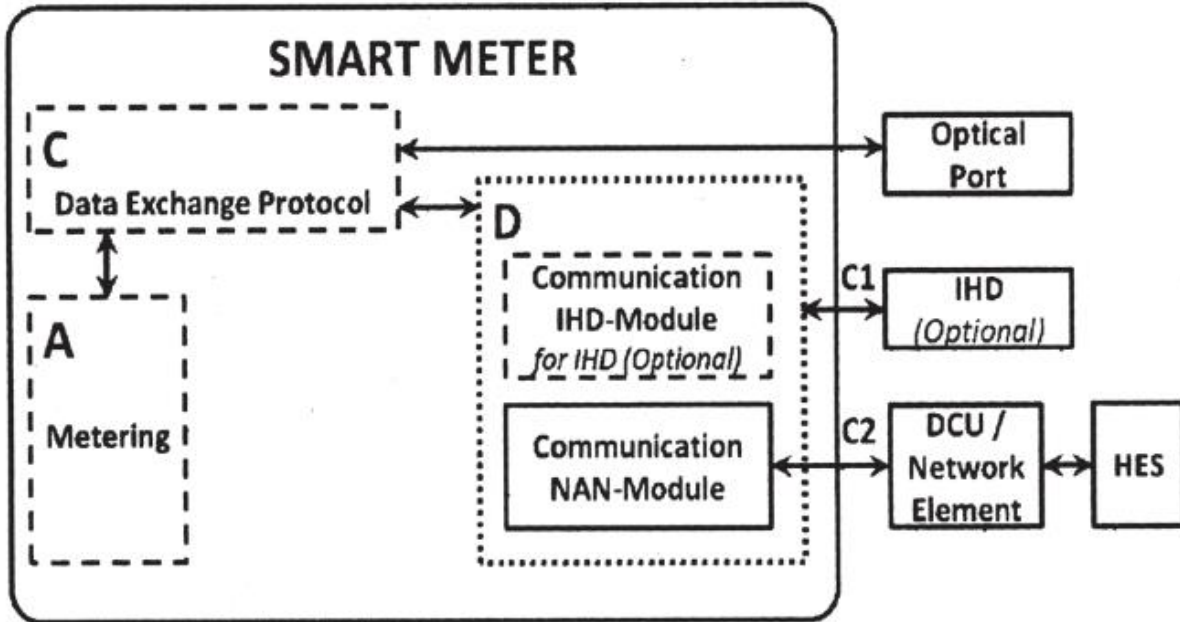 SMART METER
C
Data Exchange Protocol
Optical
Port
D
Communication
IHD-Module
for IHD (Optional)
C1
IHD
(Optional)
A
Metering
Communication
NAN-Module
C2
DCU /
Network
Element
HES